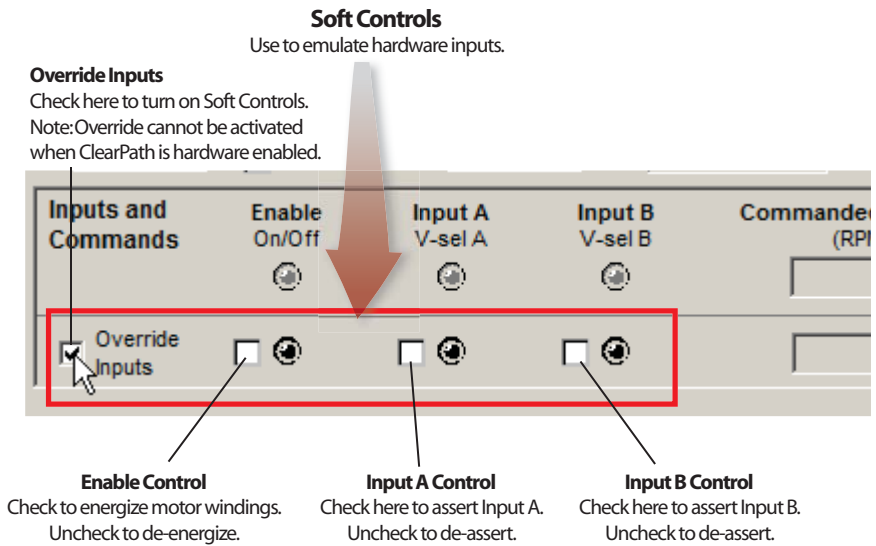 Soft Controls
Use to emulate hardware inputs.
Override Inputs
Check here to turn on Soft Controls.
Note: Override cannot be activated
when ClearPath is hardware enabled.
Inputs and
Commands
Enable
On/Off
Input A
V-sel A
Input B
V-sel B
Commanded
(RPM
Override
Inputs
Enable Control
Check to energize motor windings.
Uncheck to de-energize.
Input A Control
Check here to assert Input A.
Uncheck to de-assert.
Input B Control
Check here to assert Input B.
Uncheck to de-assert.